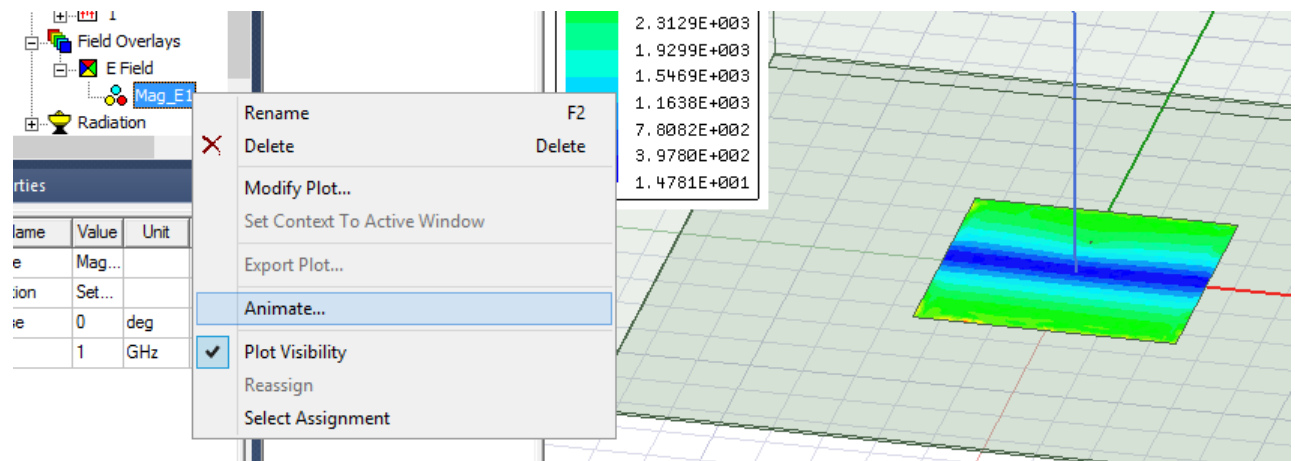 1
Field Overlays
E Field
Mag_E1
Radiation
Rename F2
Delete Delete
Modify Plot...
Set Context To Active Window
Export Plot...
Animate...
Plot Visibility
Reassign
Select Assignment
rties
lame Value Unit
e Mag...
tion Set...
se 0 deg
1 GHz
2.3129E+003
1.9299E+003
1.5469E+003
1.1638E+003
7.8082E+002
3.9780E+002
1.4781E+001